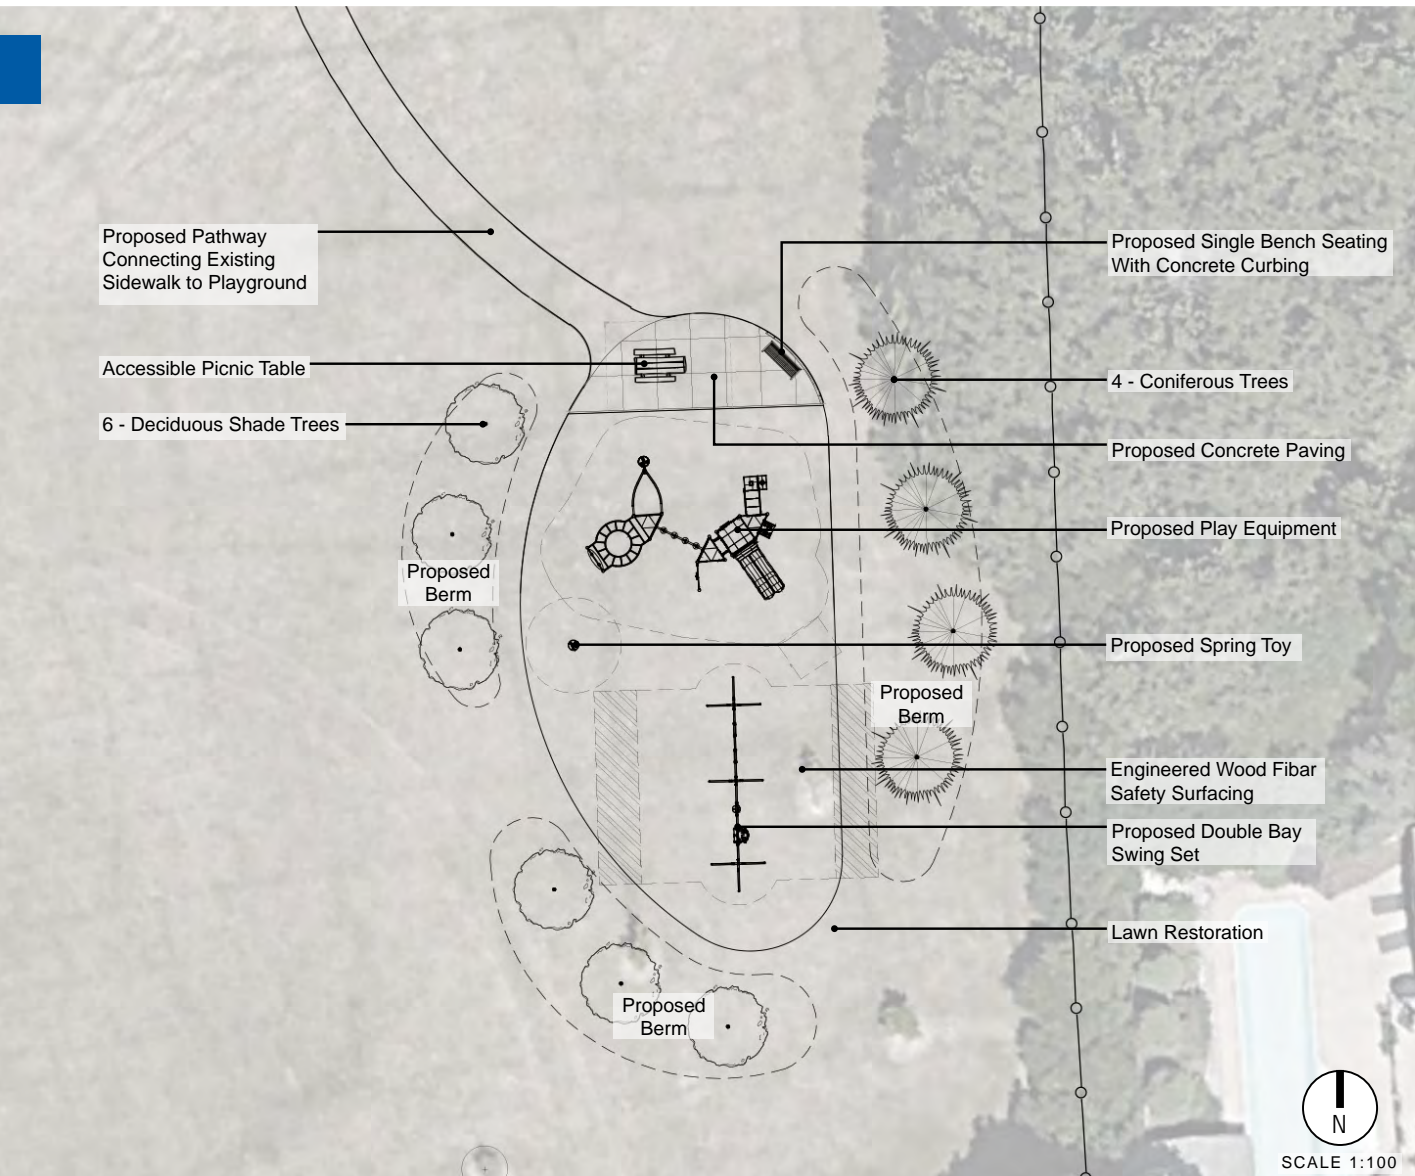 Proposed Pathway
Connecting Existing
Sidewalk to Playground
Accessible Picnic Table
6 - Deciduous Shade Trees
Proposed
Berm
Proposed Single Bench Seating
With Concrete Curbing
4 - Coniferous Trees
Proposed Concrete Paving
Proposed Play Equipment
Proposed Spring Toy
Proposed
Berm
Engineered Wood Fibar
Safety Surfacing
Proposed Double Bay
Swing Set
Lawn Restoration
Proposed
Berm
N
SCALE 1:100